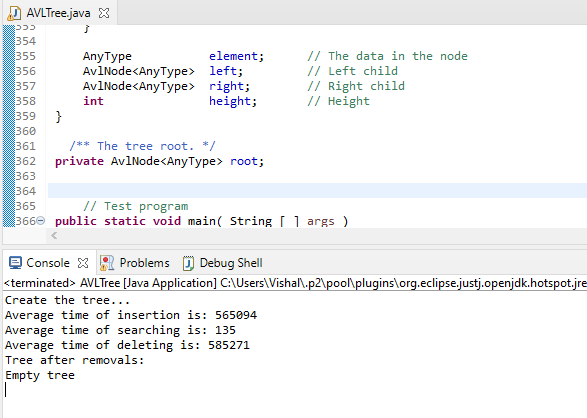 AVLTree.java
353 }
354
355 AnyType element; // The data in the node
356 AvlNode<AnyType> left; // Left child
357 AvlNode<AnyType> right; // Right child
358 int height; // Height
359 }
360
361 /** The tree root. */
362 private AvlNode<AnyType> root;
363
364
365 // Test program
366 public static void main( String [ ] args )
Console Problems Debug Shell
<terminated> AVLTree [Java Application] C:\Users\Vishal\.p2\pool\plugins\org.eclipse.justj.openjdk.hotspot.jre
Create the tree...
Average time of insertion is: 565094
Average time of searching is: 135
Average time of deleting is: 585271
Tree after removals:
Empty tree